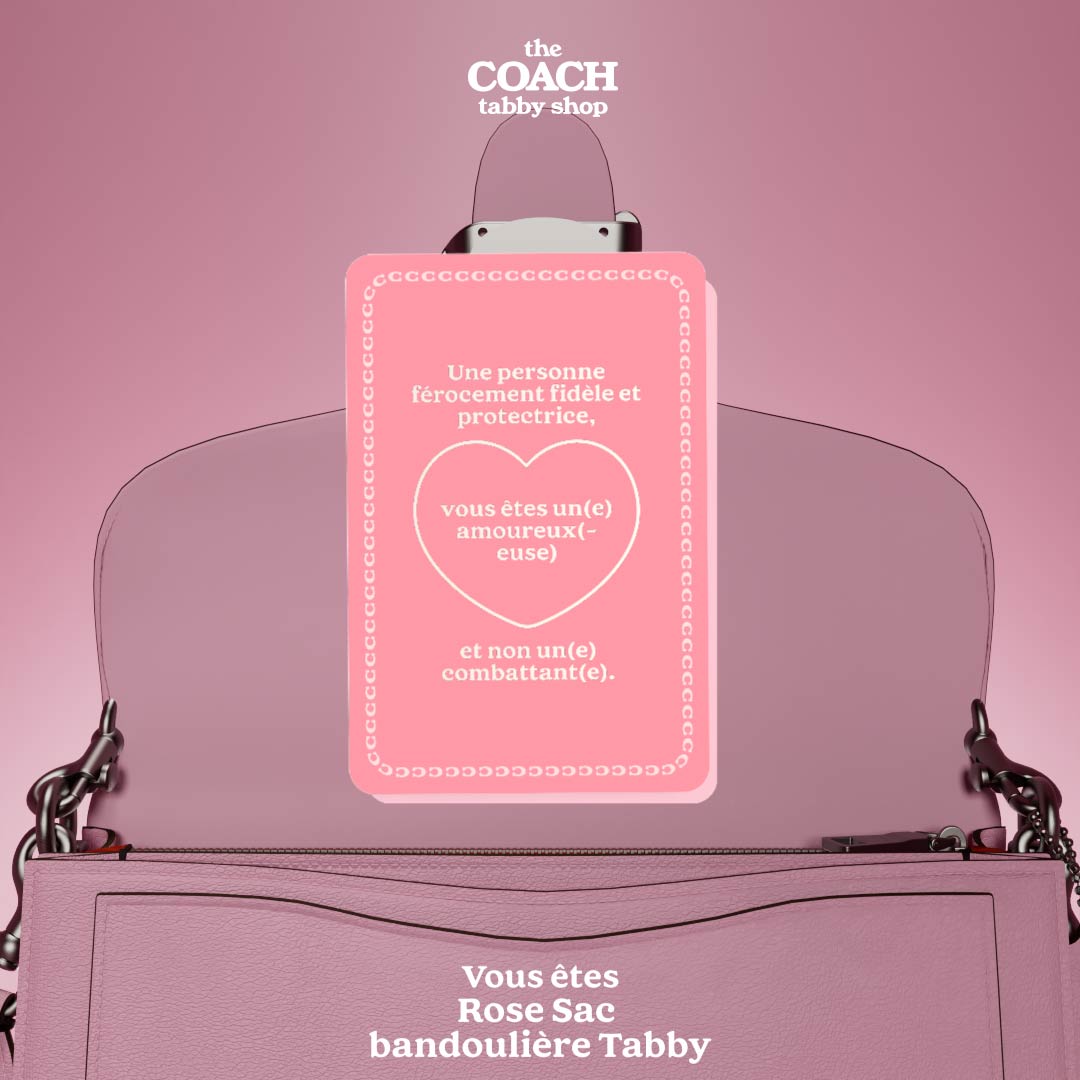 the
COACH
tabby shop
Une personne
férocement fidèle et
protectrice,
vous êtes un(e)
amoureux(-
euse)
et non un(e)
combattant(e).
Vous êtes
Rose Sac
bandoulière Tabby